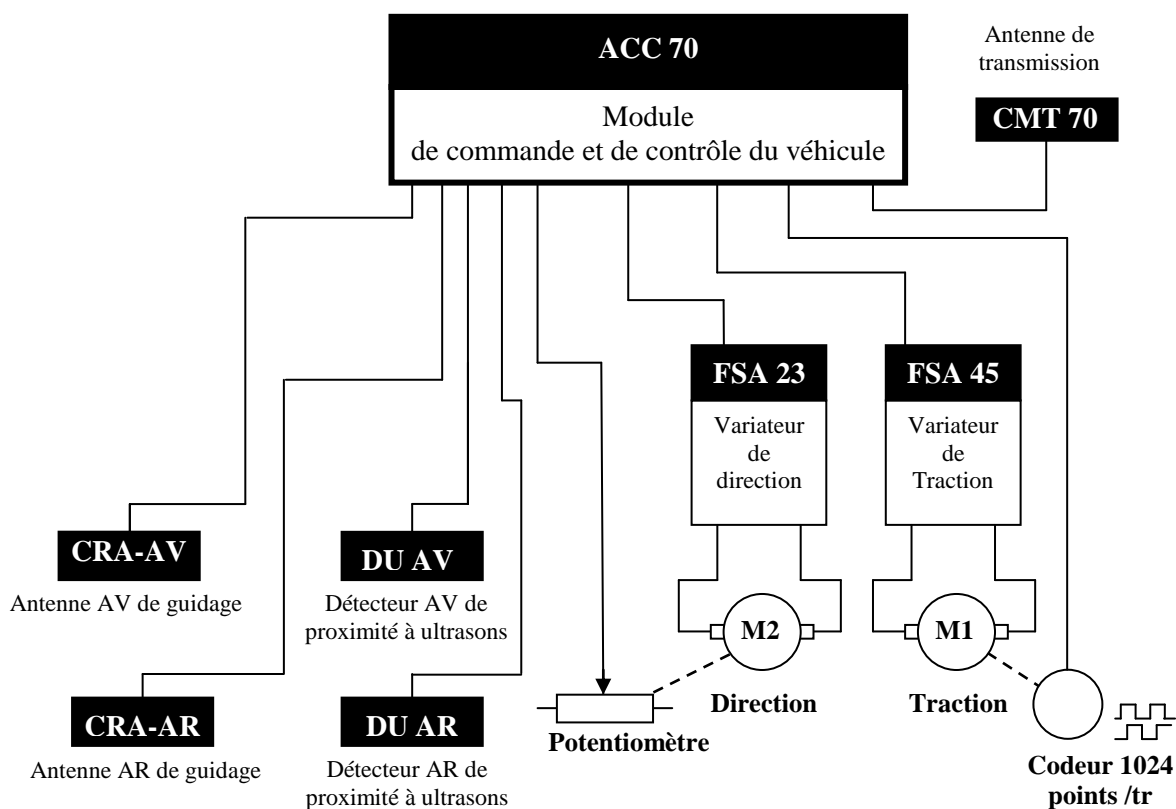 ACC 70
Module
de commande et de contrôle du véhicule
Antenne de
transmission
CMT 70
FSA 23
Variateur
de
direction
FSA 45
Variateur
de
Traction
CRA-AV
Antenne AV de guidage
DU AV
Détecteur AV de
proximité à ultrasons
M2
M1
Direction
Traction
CRA-AR
Antenne AR de guidage
DU AR
Détecteur AR de
proximité à ultrasons
Potentiomètre
Codeur 1024
points /tr